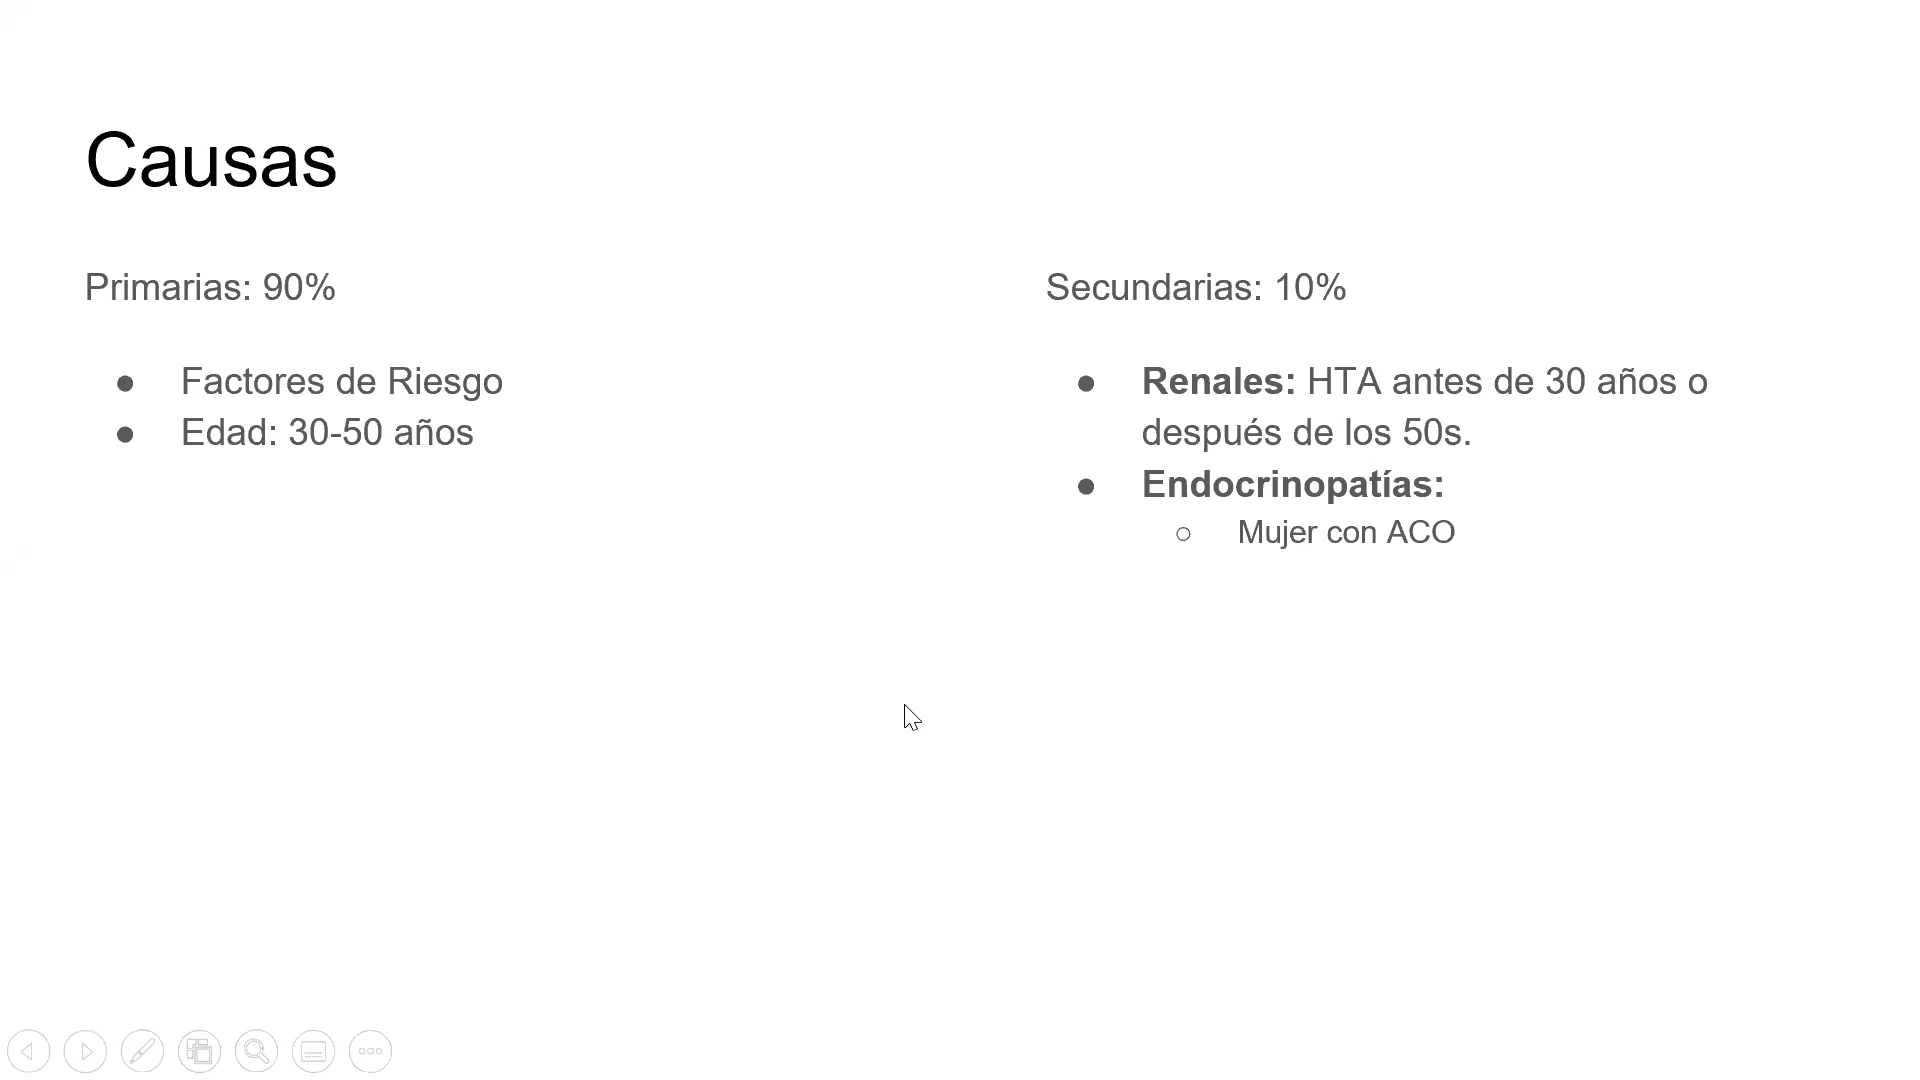 Causas
Primarias: 90%
● Factores de Riesgo
● Edad: 30-50 años
Secundarias: 10%
● Renales: HTA antes de 30 años o
después de los 50s.
● Endocrinopatías:
○ Mujer con ACO